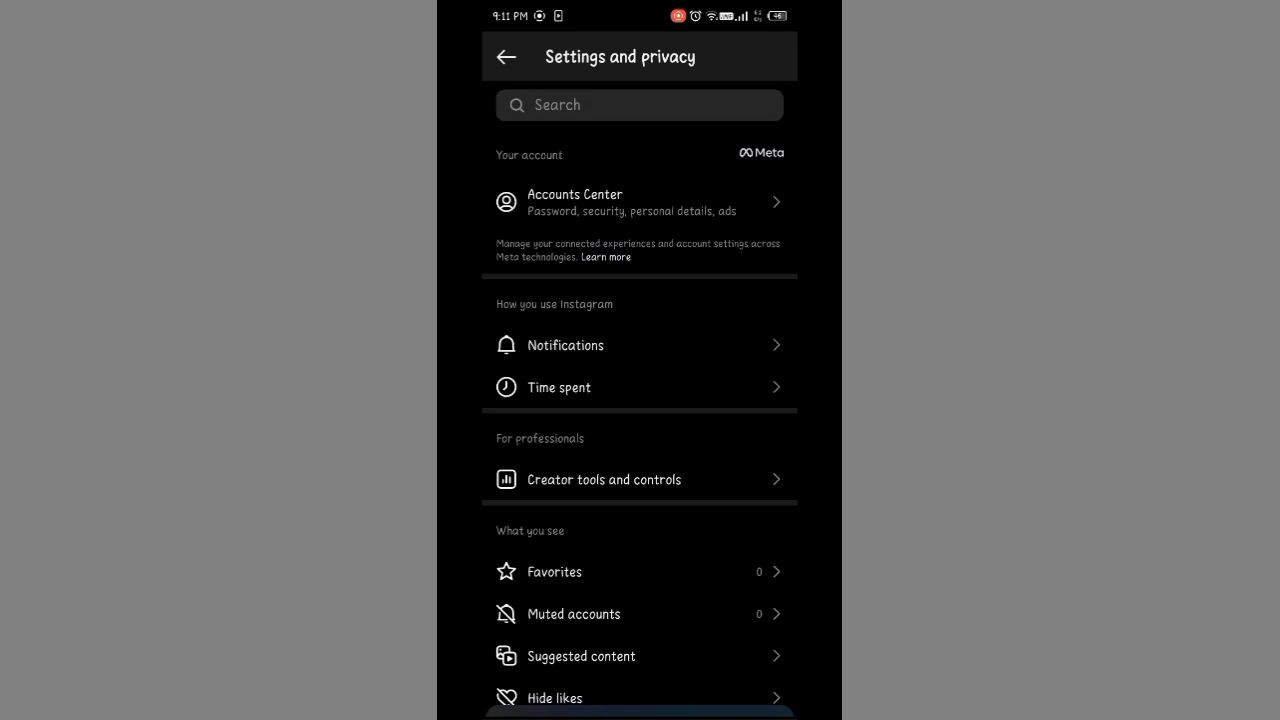 9:11 PM
46
Settings and privacy
Search
Your account
Meta
Accounts Center
Password, security, personal details, ads
Manage your connected experiences and account settings across
Meta technologies. Learn more
How you use Instagram
Notifications
Time spent
For professionals
Creator tools and controls
What you see
Favorites 0
Muted accounts 0
Suggested content
Hide likes